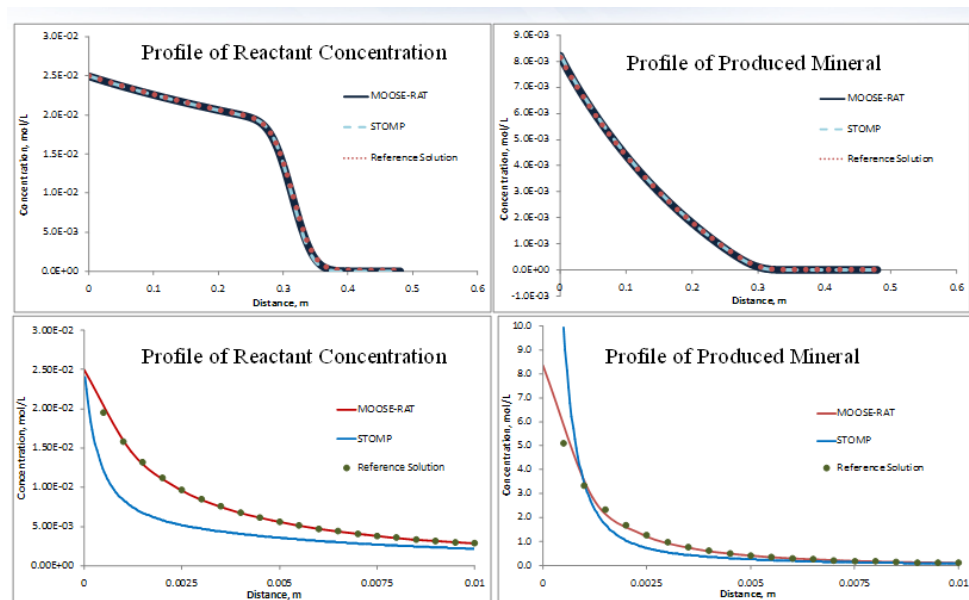 Profile of Reactant Concentration
3.0E-02
2.5E-02
2.0E-02
1.5E-02
1.0E-02
5.0E-03
0.0E+00
Concentration, mol/L
MOOSE-RAT
STOMP
Reference Solution
0 0.1 0.2 0.3 0.4 0.5 0.6
Distance, m
Profile of Produced Mineral
9.0E-03
8.0E-03
7.0E-03
6.0E-03
5.0E-03
4.0E-03
3.0E-03
2.0E-03
1.0E-03
0.0E+00
-1.0E-03
Concentration, mol/L
MOOSE-RAT
STOMP
Reference Solution
0 0.1 0.2 0.3 0.4 0.5 0.6
Distance, m
Profile of Reactant Concentration
3.00E-02
2.50E-02
2.00E-02
1.50E-02
1.00E-02
5.00E-03
0.00E+00
Concentration, mol/L
MOOSE-RAT
STOMP
Reference Solution
0 0.0025 0.005 0.0075 0.01
Distance, m
Profile of Produced Mineral
10.0
9.0
8.0
7.0
6.0
5.0
4.0
3.0
2.0
1.0
0.0
Concentration, mol/L
MOOSE-RAT
STOMP
Reference Solution
0 0.0025 0.005 0.0075 0.01
Distance, m